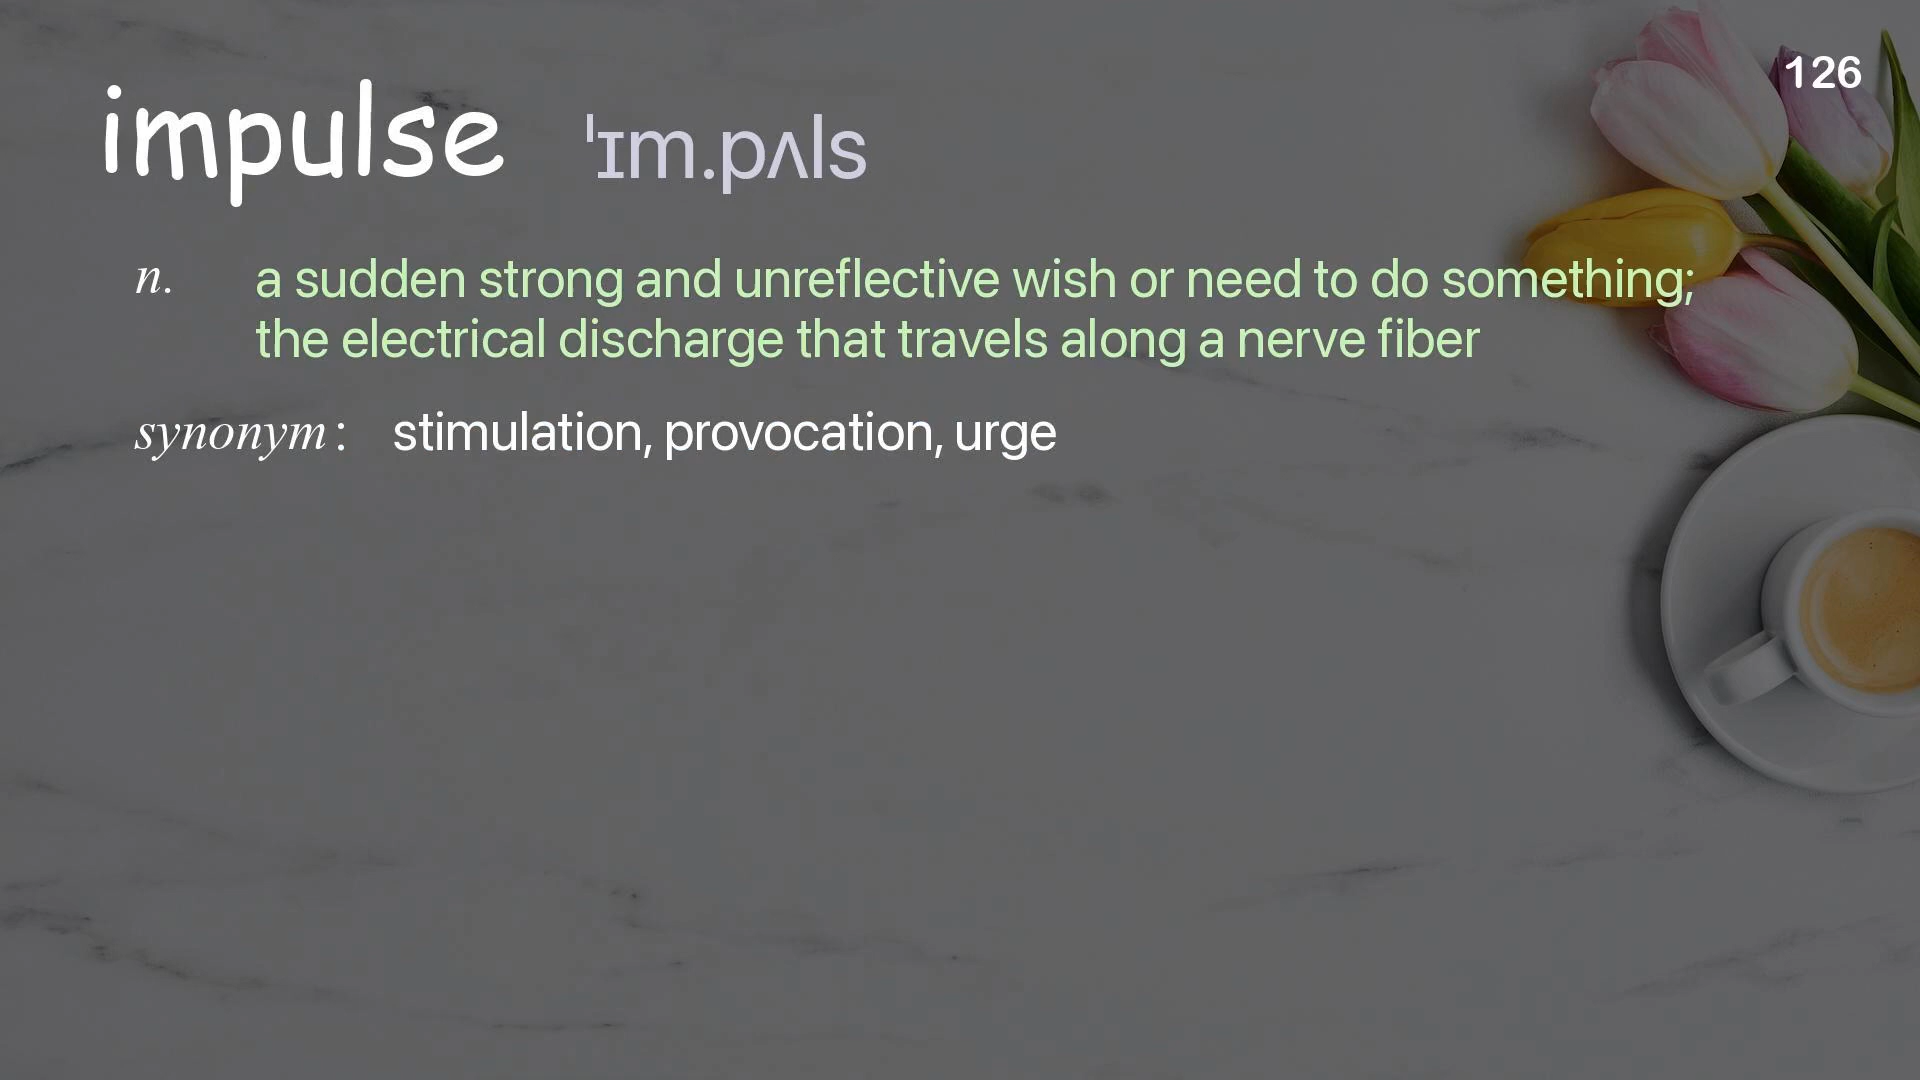 126
impulse ˈɪm.pʌls
n. a sudden strong and unreflective wish or need to do something;
the electrical discharge that travels along a nerve fiber
synonym: stimulation, provocation, urge